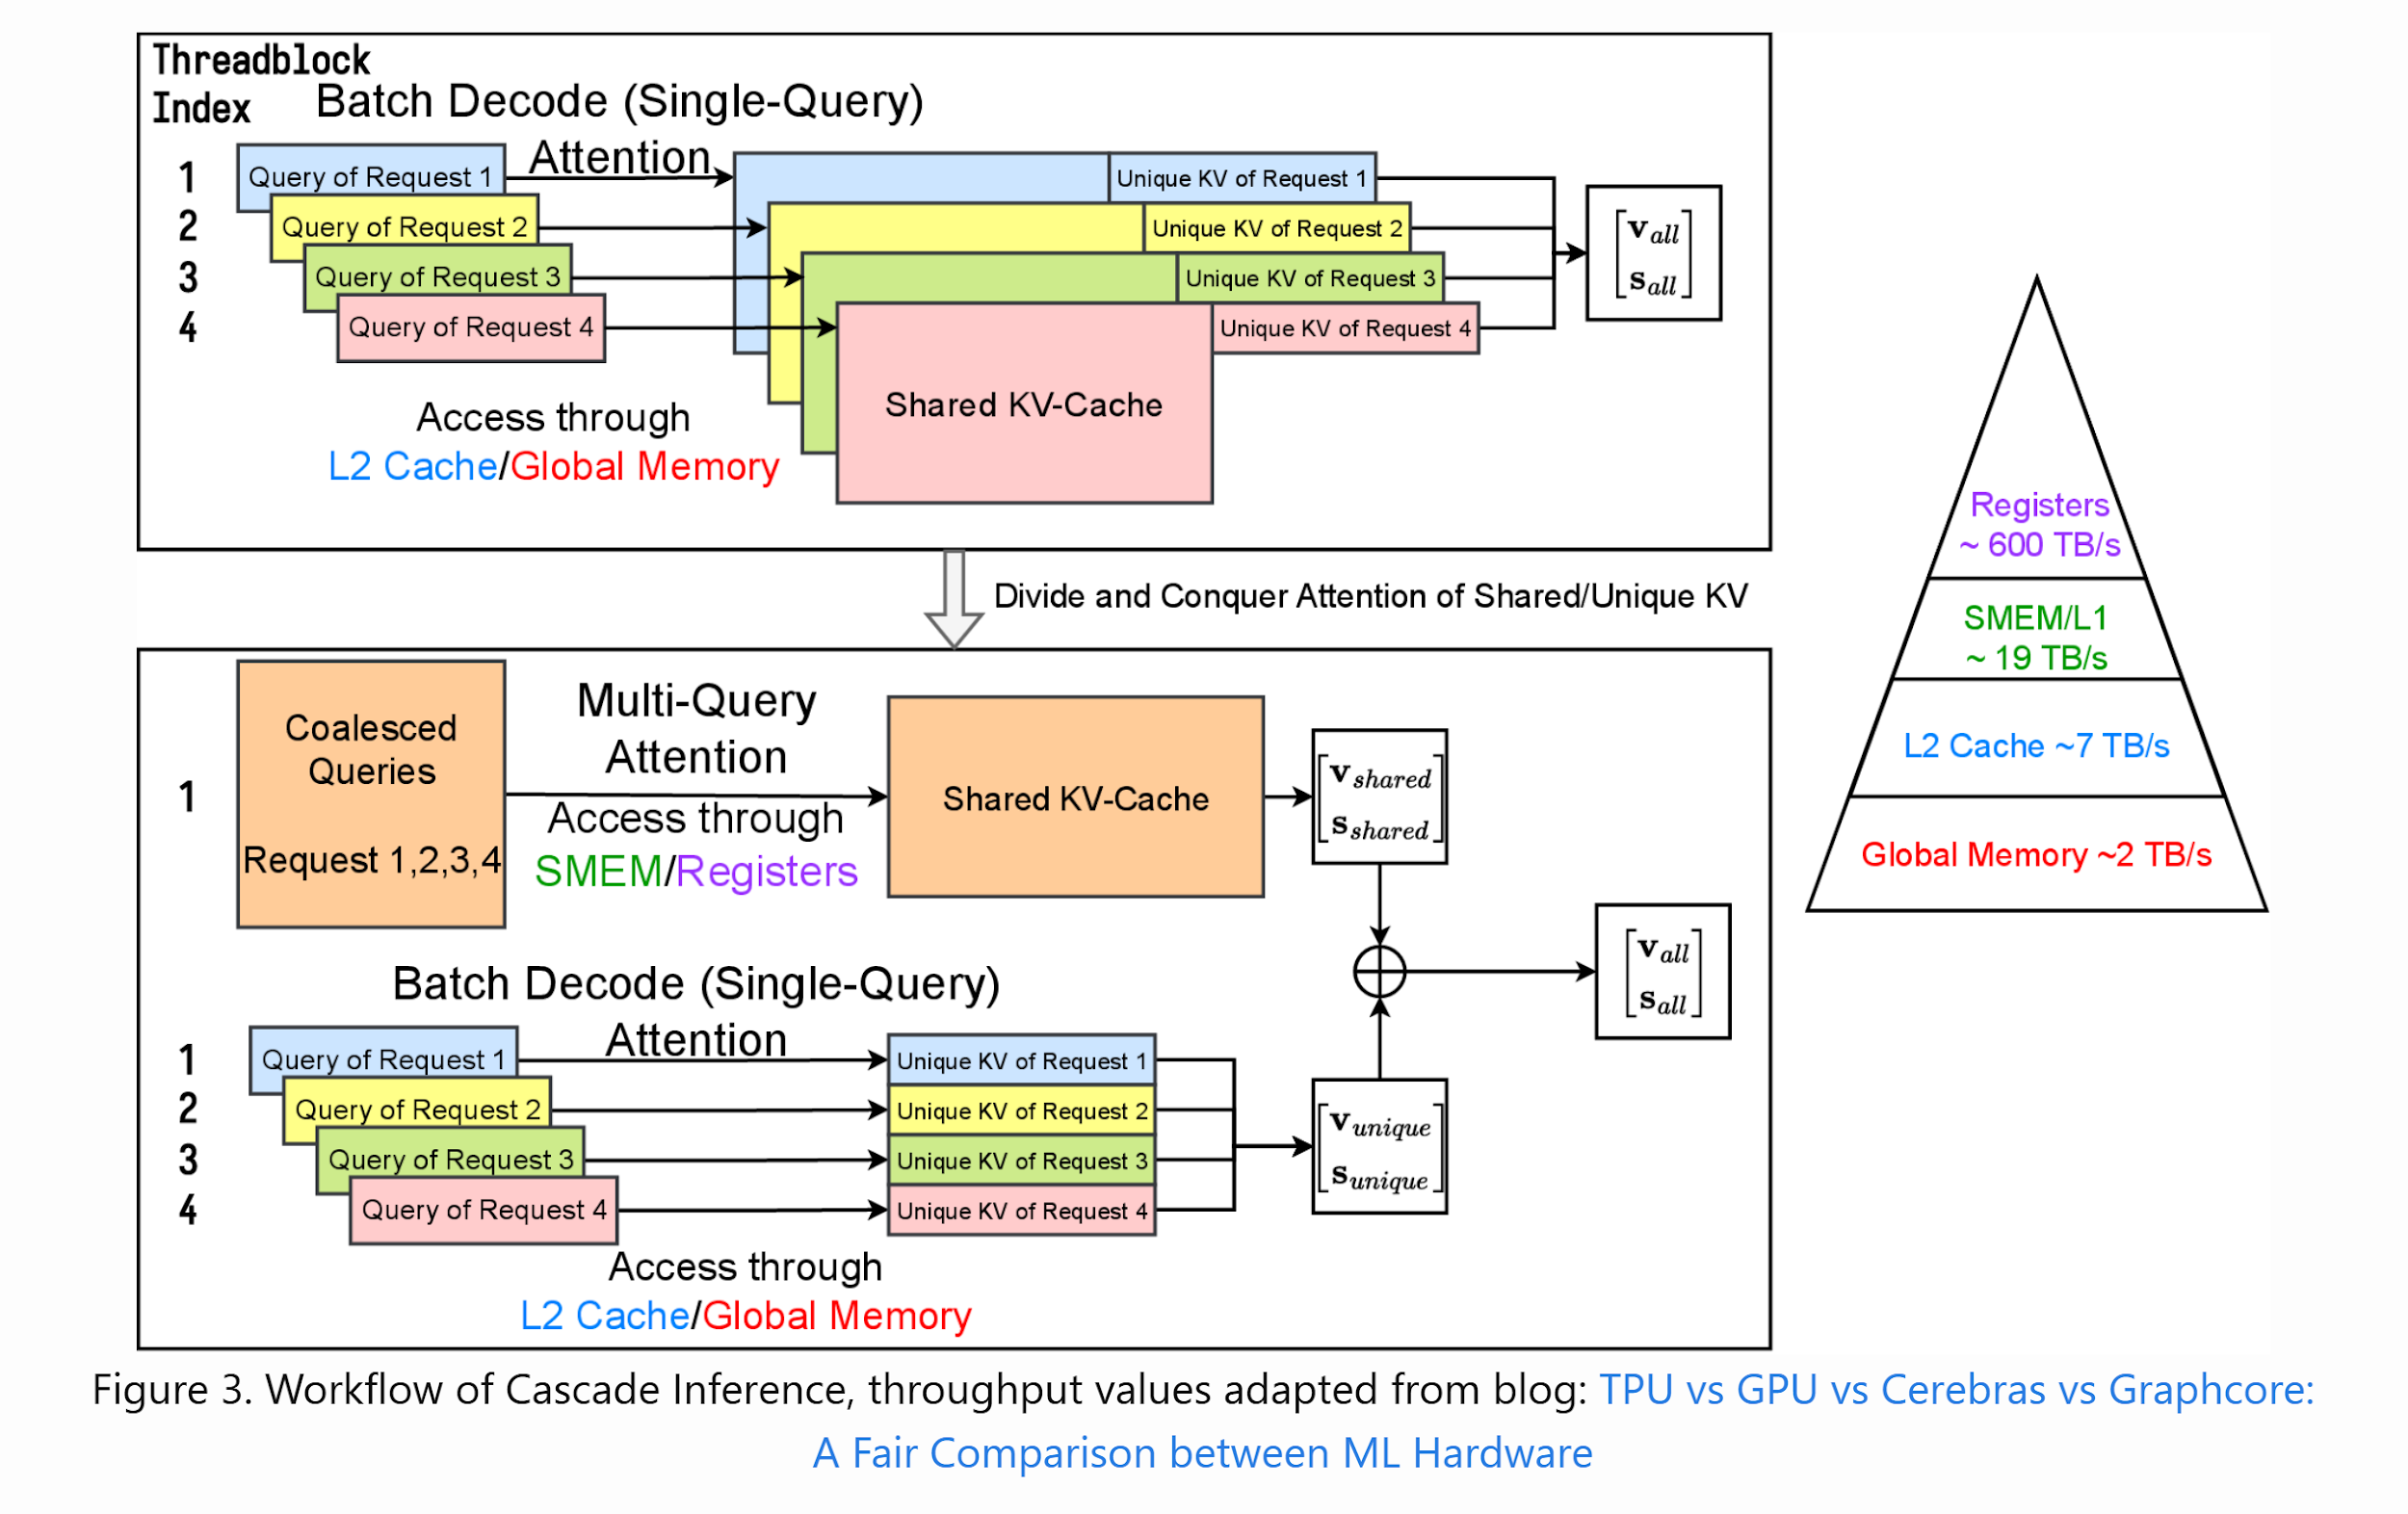 Threadblock
Index
Batch Decode (Single-Query)
Attention
1
Query of Request 1
Unique KV of Request 1
2
Query of Request 2
Unique KV of Request 2
3
Query of Request 3
Unique KV of Request 3
4
Query of Request 4
Unique KV of Request 4
v all
s all
Shared KV-Cache
Access through
L2 Cache/Global Memory
Divide and Conquer Attention of Shared/Unique KV
Coalesced
Queries
Request 1,2,3,4
1
Multi-Query
Attention
Access through
SMEM/Registers
Shared KV-Cache
v shared
s shared
v all
s all
Batch Decode (Single-Query)
Attention
1
Query of Request 1
Unique KV of Request 1
2
Query of Request 2
Unique KV of Request 2
3
Query of Request 3
Unique KV of Request 3
4
Query of Request 4
Unique KV of Request 4
v unique
s unique
Access through
L2 Cache/Global Memory
Registers
~ 600 TB/s
SMEM/L1
~ 19 TB/s
L2 Cache ~7 TB/s
Global Memory ~2 TB/s
Figure 3. Workflow of Cascade Inference, throughput values adapted from blog: TPU vs GPU vs Cerebras vs Graphcore:
A Fair Comparison between ML Hardware